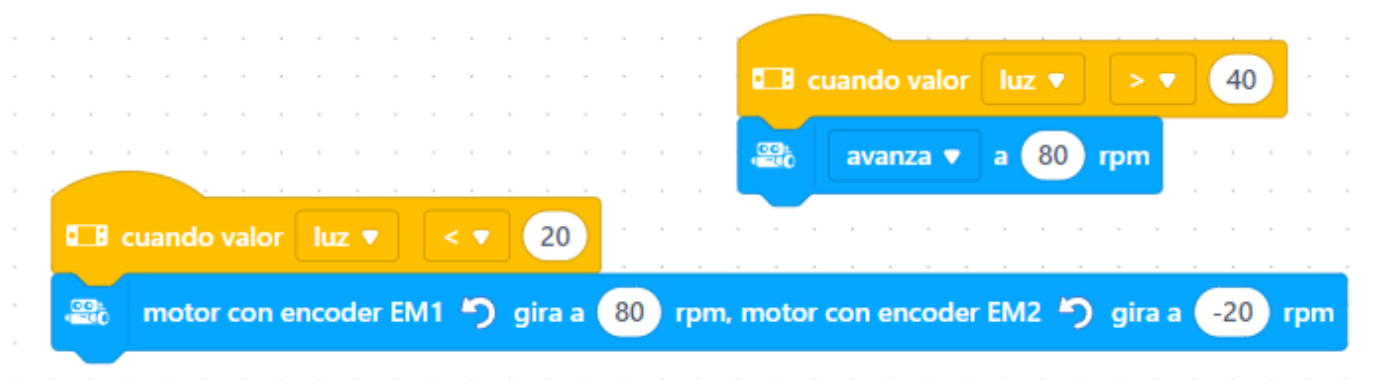 cuando valor luz > 40
avanza a 80 rpm
cuando valor luz < 20
motor con encoder EM1 gira a 80 rpm, motor con encoder EM2 gira a -20 rpm